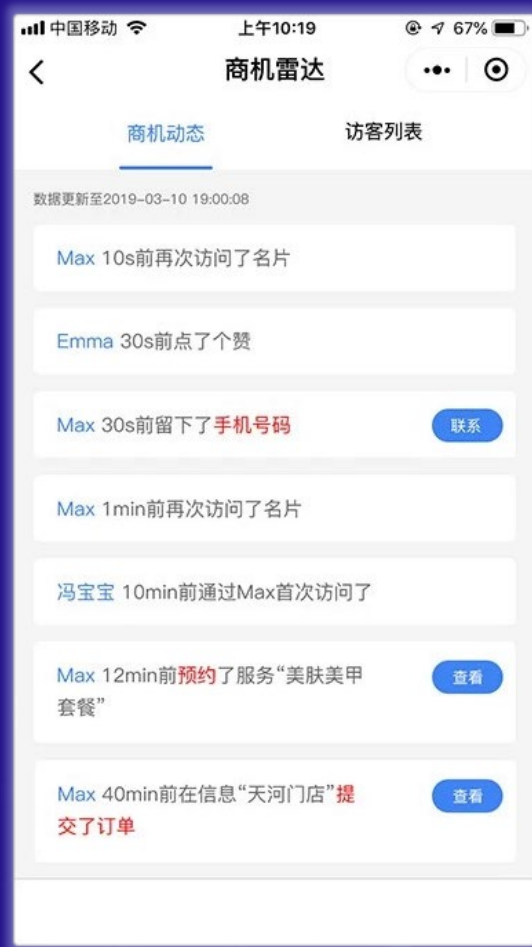 中国移动 上午10:19 67%
商机雷达
商机动态 访客列表
数据更新至2019-03-10 19:00:08
Max 10s前再次访问了名片
Emma 30s前点了个赞
Max 30s前留下了手机号码 联系
Max 1min前再次访问了名片
冯宝宝 10min前通过Max首次访问了
Max 12min前预约了服务“美肤美甲 查看
套餐”
Max 40min前在信息“天河门店”提 查看
交了订单